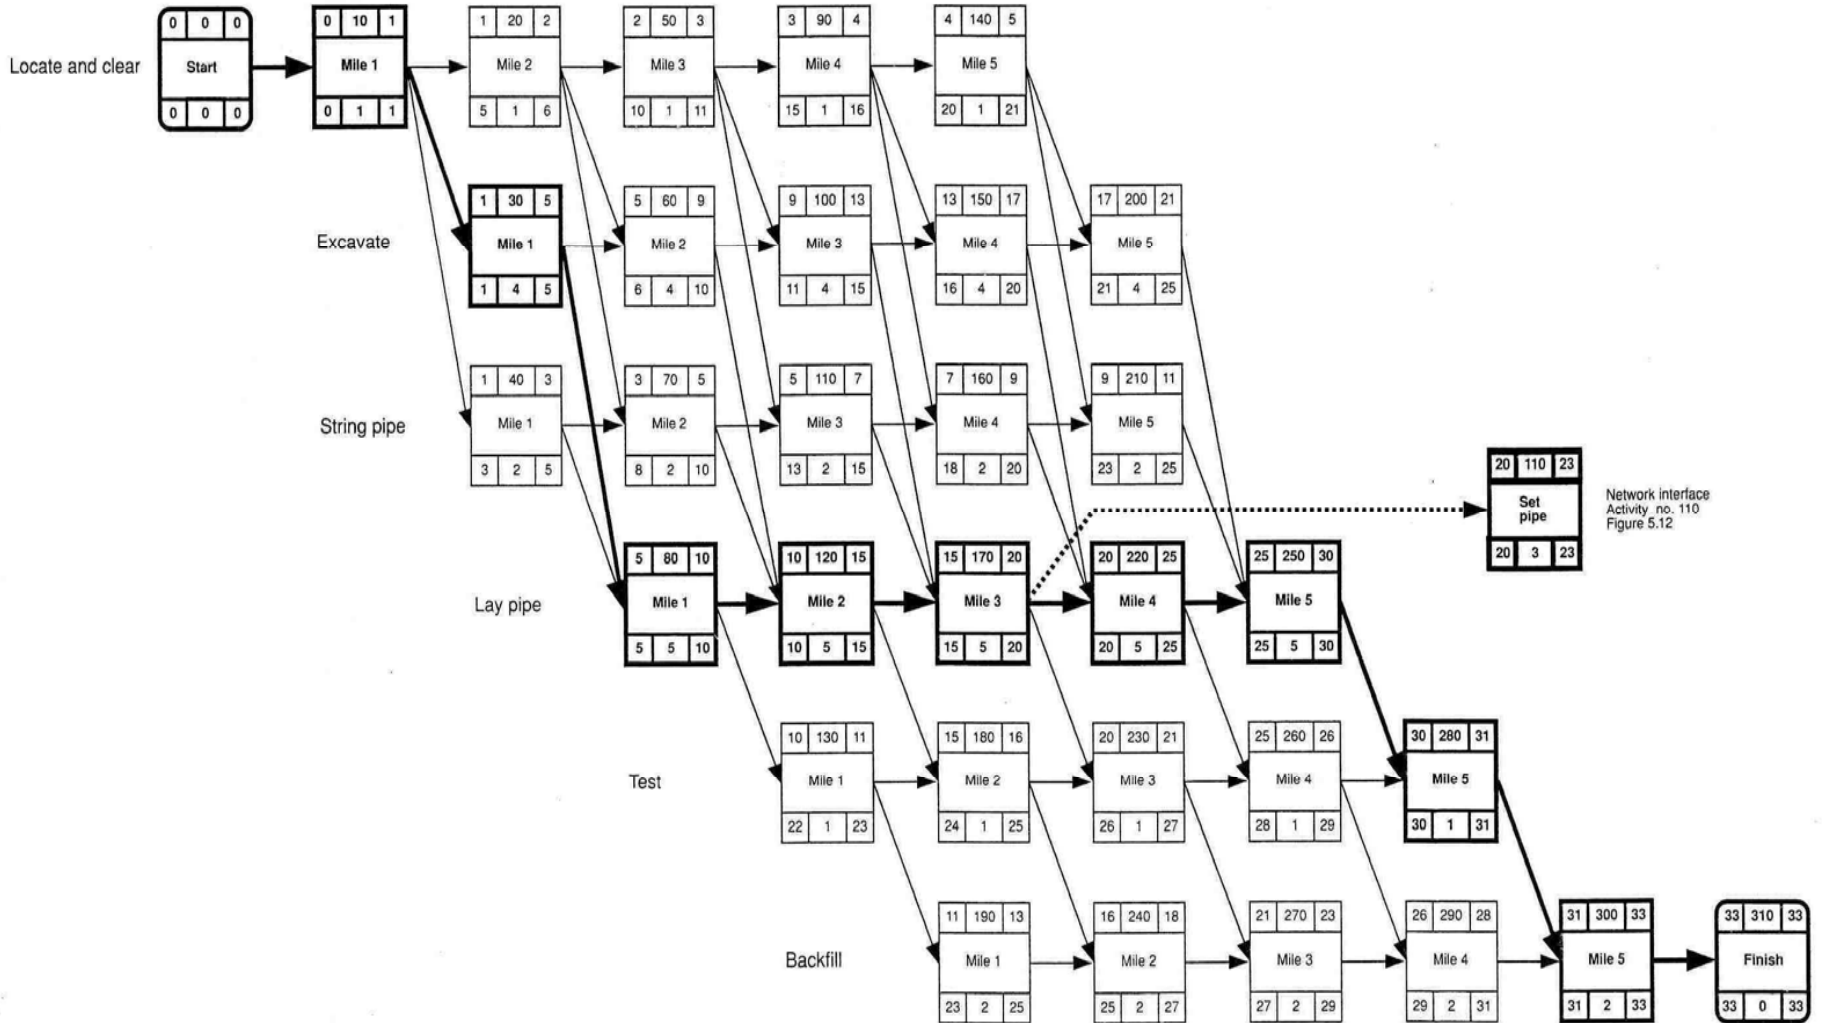 0 0 0
0 10 1
1 20 2
2 50 3
3 90 4
4 140 5
Locate and clear
Start
Mile 1
Mile 2
Mile 3
Mile 4
Mile 5
0 0 0
0 1 1
5 1 6
10 1 11
15 1 16
20 1 21
1 30 5
5 60 9
9 100 13
13 150 17
17 200 21
Excavate
Mile 1
Mile 2
Mile 3
Mile 4
Mile 5
1 4 5
6 4 10
11 4 15
16 4 20
21 4 25
1 40 3
3 70 5
5 110 7
7 160 9
9 210 11
String pipe
Mile 1
Mile 2
Mile 3
Mile 4
Mile 5
3 2 5
8 2 10
13 2 15
18 2 20
23 2 25
20 110 23
Set
pipe
20 3 23
Network interface
Activity no. 110
Figure 5.12
5 80 10
10 120 15
15 170 20
20 220 25
25 250 30
Lay pipe
Mile 1
Mile 2
Mile 3
Mile 4
Mile 5
5 5 10
10 5 15
15 5 20
20 5 25
25 5 30
10 130 11
15 180 16
20 230 21
25 260 26
30 280 31
Test
Mile 1
Mile 2
Mile 3
Mile 4
Mile 5
22 1 23
24 1 25
26 1 27
28 1 29
30 1 31
11 190 13
16 240 18
21 270 23
26 290 28
31 300 33
33 310 33
Backfill
Mile 1
Mile 2
Mile 3
Mile 4
Mile 5
Finish
23 2 25
25 2 27
27 2 29
29 2 31
31 2 33
33 0 33